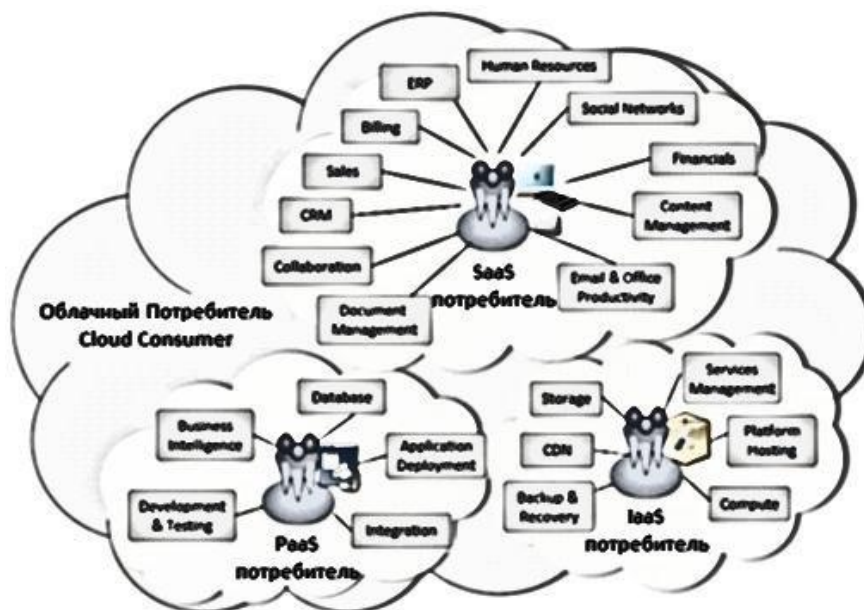 Human Resources
ERP
Social Networks
Billing
Financials
Sales
Content
Management
CRM
Collaboration
SaaS
потребитель
Email & Office
Productivity
Document
Management
Облачный Потребитель
Cloud Consumer
Database
Business
Intelligence
Application
Deployment
Development
& Testing
Integration
PaaS
потребитель
Services
Management
Storage
Platform
Hosting
CDN
Backup &
Recovery
Compute
IaaS
потребитель